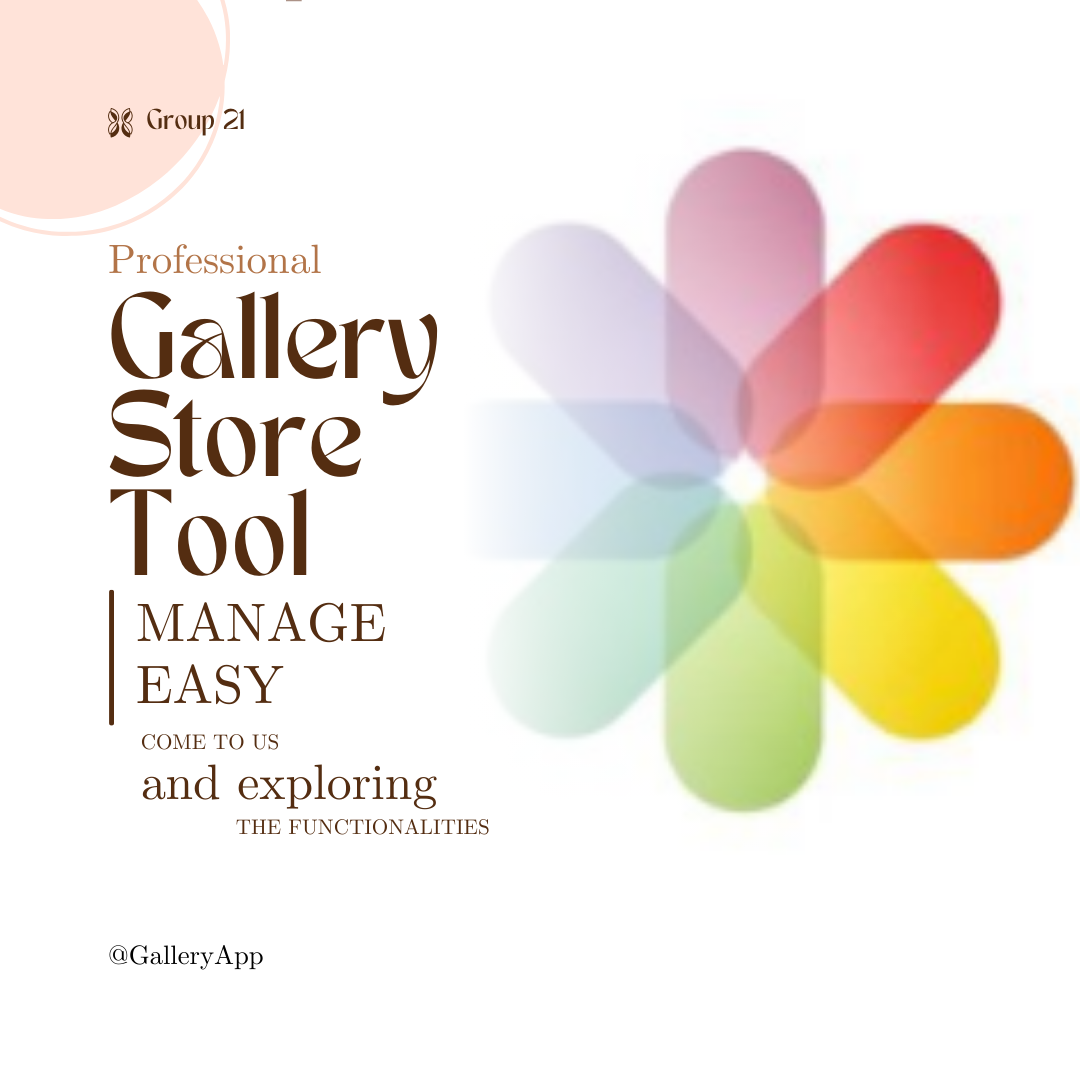 Group 21
Professional
Gallery
Store
Tool
MANAGE
EASY
COME TO US
and exploring
THE FUNCTIONALITIES
@GalleryApp